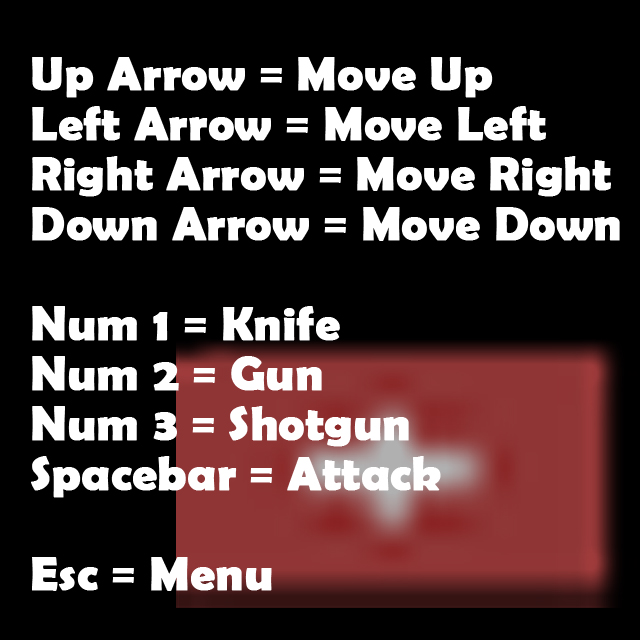 Up Arrow = Move Up
Left Arrow = Move Left
Right Arrow = Move Right
Down Arrow = Move Down
Num 1 = Knife
Num 2 = Gun
Num 3 = Shotgun
Spacebar = Attack
Esc = Menu